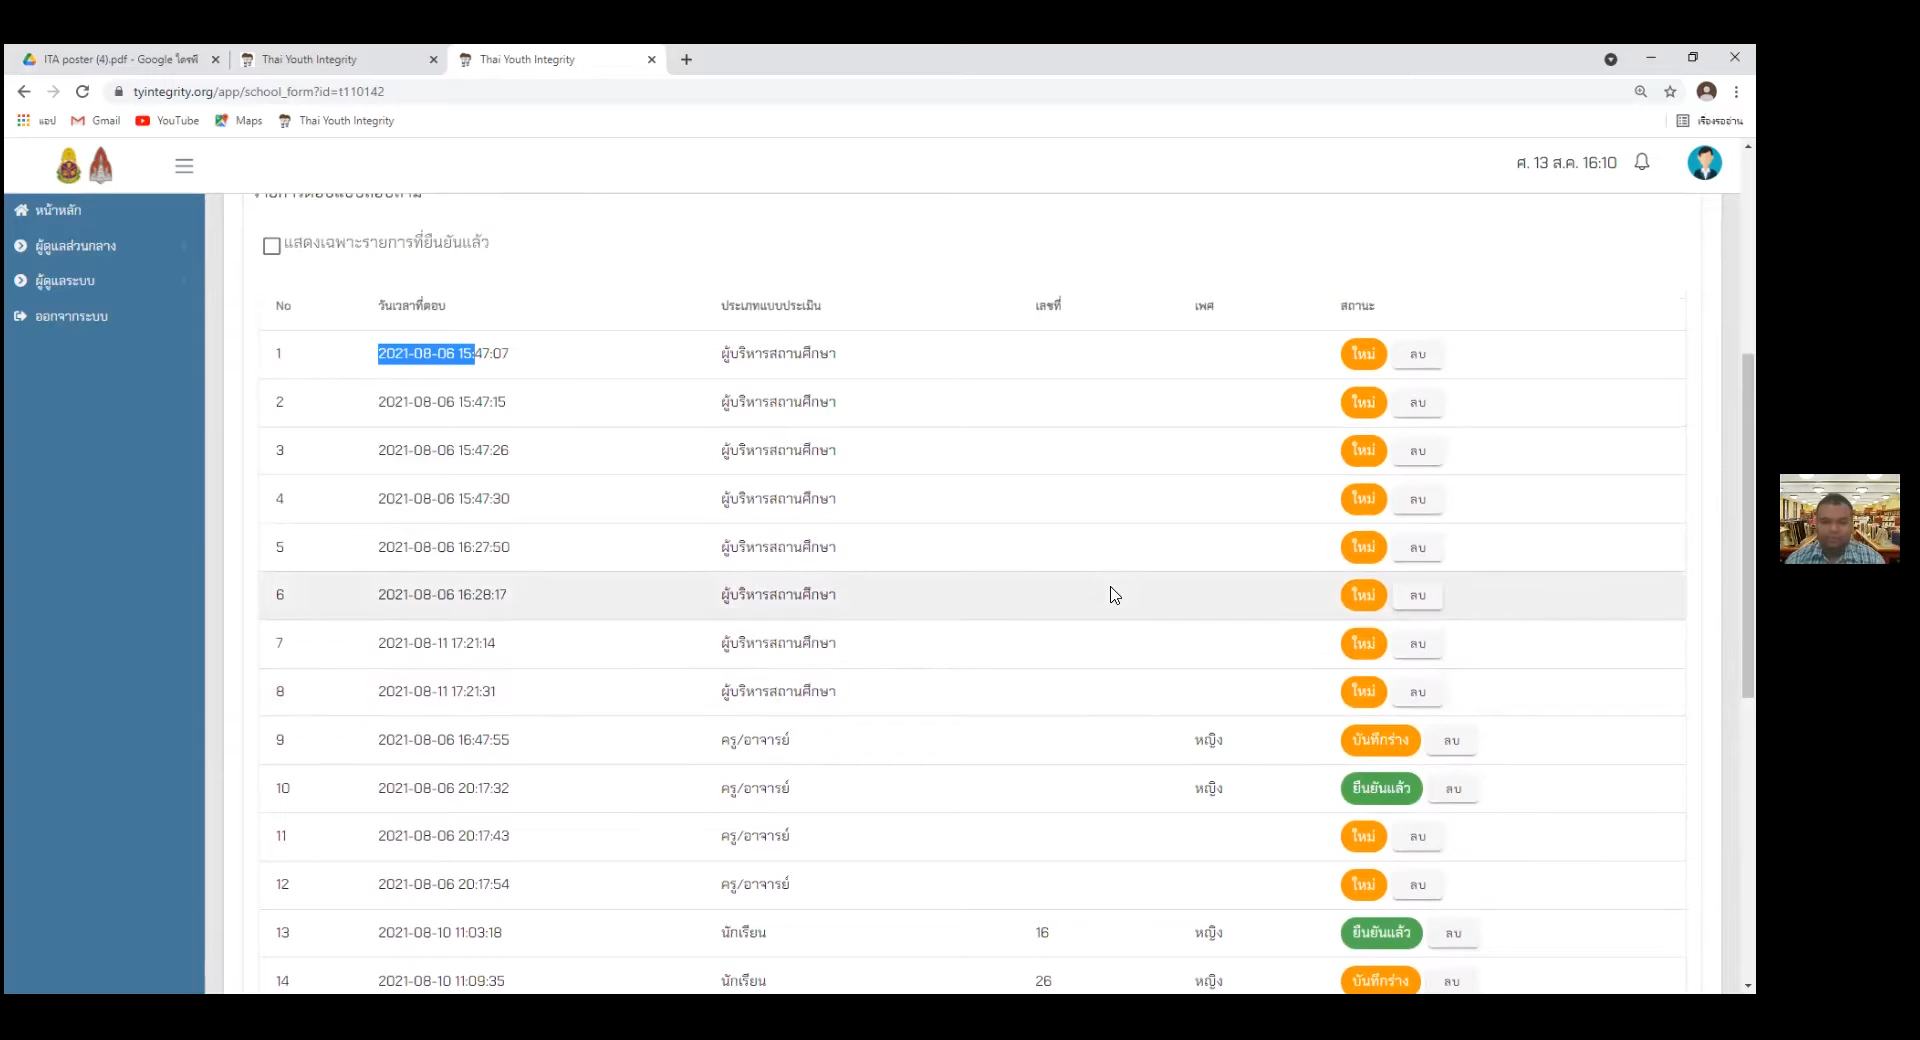 ITA poster (4).pdf - Google ไดรฟ์
Thai Youth Integrity
Thai Youth Integrity
tyintegrity.org/app/school_form?id=t110142
แอป Gmail YouTube Maps Thai Youth Integrity เรื่องรออ่าน
ศ. 13 ส.ค. 16:10
หน้าหลัก
ผู้ดูแลส่วนกลาง
ผู้ดูแลระบบ
ออกจากระบบ
รายการตอบแบบสอบถาม
แสดงเฉพาะรายการที่ยืนยันแล้ว
No วันเวลาที่ตอบ ประเภทแบบประเมิน เลขที่ เพศ สถานะ
1 2021-08-06 15:47:07 ผู้บริหารสถานศึกษา ใหม่ ลบ
2 2021-08-06 15:47:15 ผู้บริหารสถานศึกษา ใหม่ ลบ
3 2021-08-06 15:47:26 ผู้บริหารสถานศึกษา ใหม่ ลบ
4 2021-08-06 15:47:30 ผู้บริหารสถานศึกษา ใหม่ ลบ
5 2021-08-06 16:27:50 ผู้บริหารสถานศึกษา ใหม่ ลบ
6 2021-08-06 16:28:17 ผู้บริหารสถานศึกษา ใหม่ ลบ
7 2021-08-11 17:21:14 ผู้บริหารสถานศึกษา ใหม่ ลบ
8 2021-08-11 17:21:31 ผู้บริหารสถานศึกษา ใหม่ ลบ
9 2021-08-06 16:47:55 ครู/อาจารย์ หญิง บันทึกร่าง ลบ
10 2021-08-06 20:17:32 ครู/อาจารย์ หญิง ยืนยันแล้ว ลบ
11 2021-08-06 20:17:43 ครู/อาจารย์ ใหม่ ลบ
12 2021-08-06 20:17:54 ครู/อาจารย์ ใหม่ ลบ
13 2021-08-10 11:03:18 นักเรียน 16 หญิง ยืนยันแล้ว ลบ
14 2021-08-10 11:09:35 นักเรียน 26 หญิง บันทึกร่าง ลบ